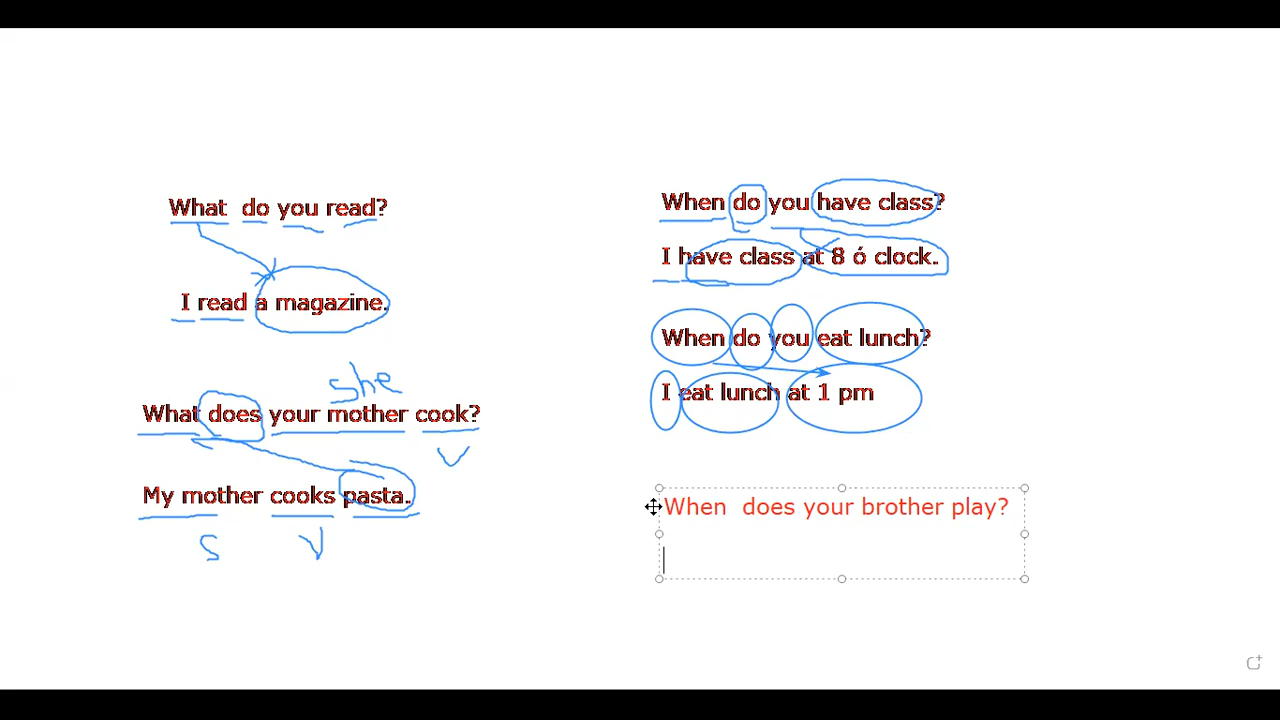 What do you read?
I read a magazine.
she
What does your mother cook?
V
My mother cooks pasta.
S V
When do you have class?
I have class at 8 ó clock.
When do you eat lunch?
I eat lunch at 1 pm
When does your brother play?